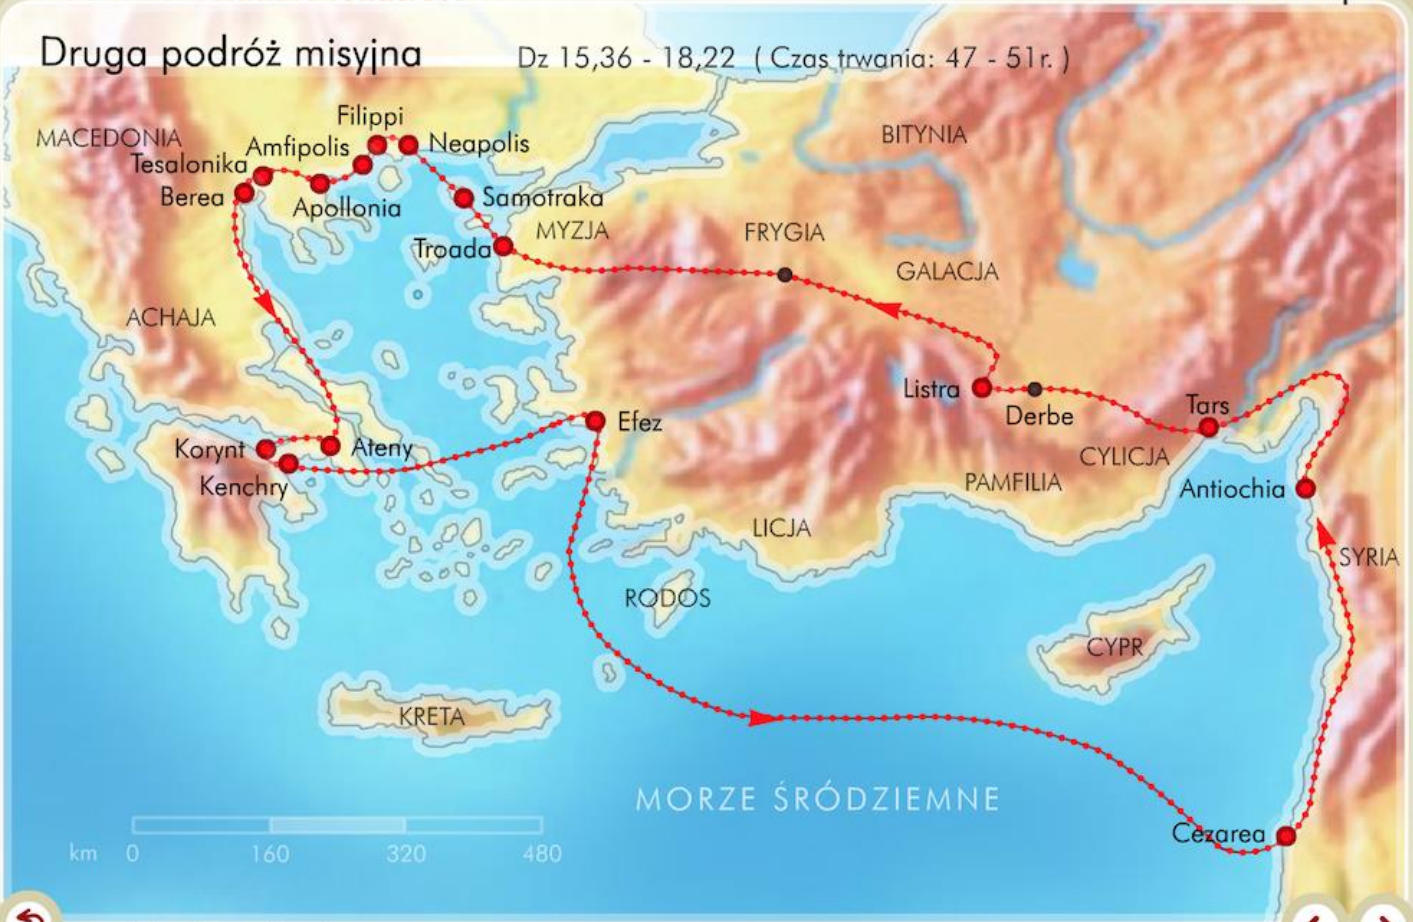 Druga podróż misyjna
Dz 15,36 - 18,22 ( Czas trwania: 47 - 51r. )
Filippi
MACEDONIA
Amfipolis
Neapolis
BITYNIA
Tesalonika
Berea
Samotraka
Apollonia
MYZJA
FRYGIA
Troada
GALACJA
ACHAJA
Listra
Derbe
Tars
Efez
Korynt
Ateny
CYLICJA
Kenchry
PAMFILIA
Antiochia
LICJA
SYRIA
RODOS
CYPR
KRETA
MORZE ŚRÓDZIEMNE
Cezarea
km 0 160 320 480